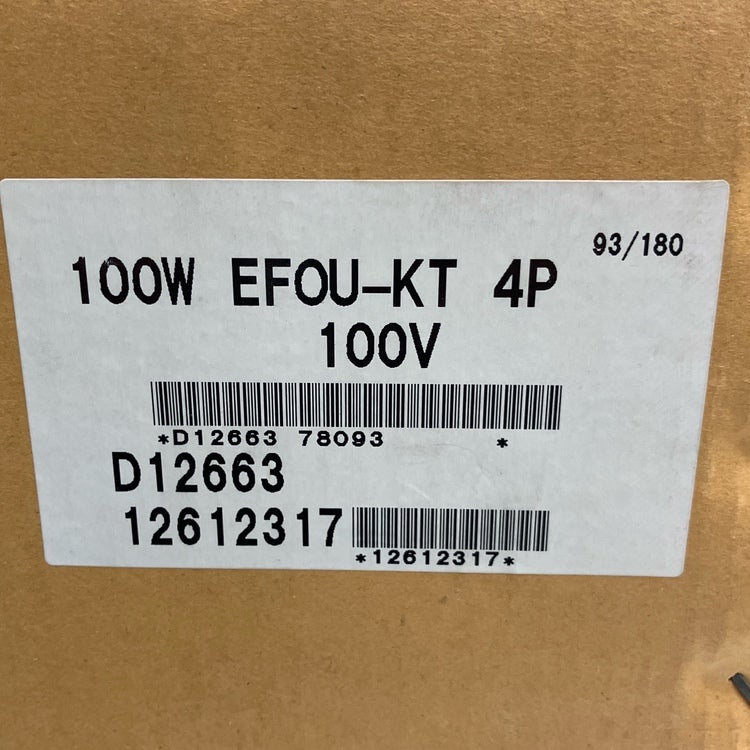 93/180
100W EFOU-KT 4P
100V
*D12663 78093 *
D12663
12612317
*12612317*